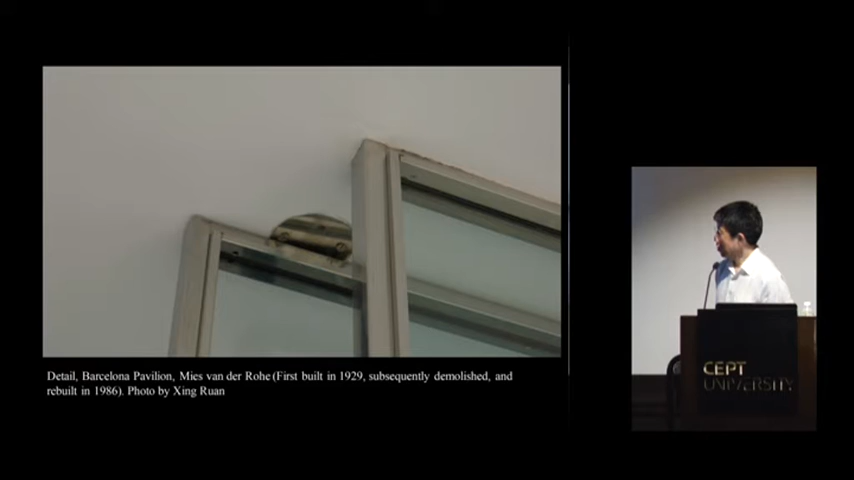 Detail, Barcelona Pavilion, Mies van der Rohe (First built in 1929, subsequently demolished, and
rebuilt in 1986). Photo by Xing Ruan
CEPT
UNIVERSITY